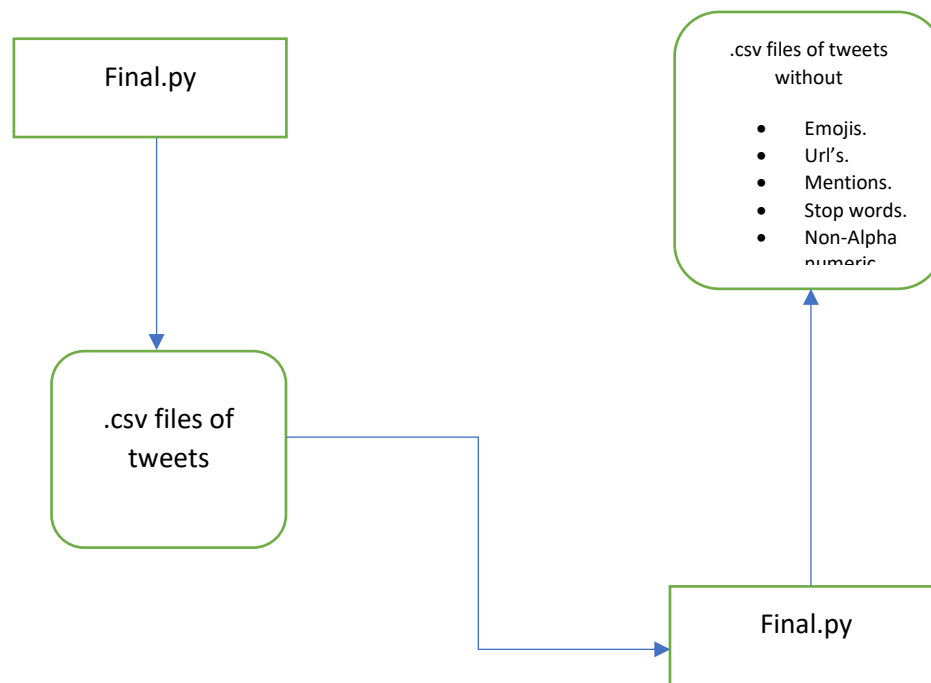 Final.py
.csv files of
tweets
Final.py
.csv files of tweets
without
• Emojis.
• Url’s.
• Mentions.
• Stop words.
• Non-Alpha
numeric